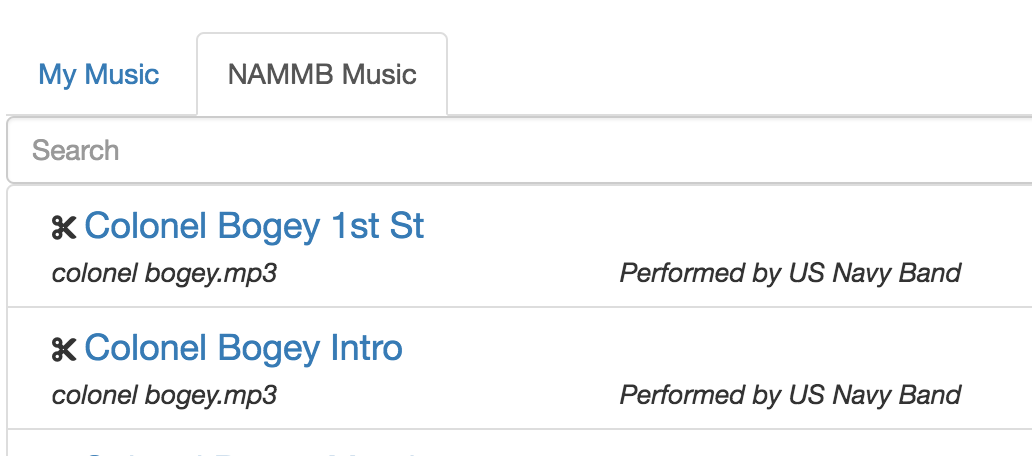 My Music NAMMB Music
Search
Colonel Bogey 1st St
colonel bogey.mp3 Performed by US Navy Band
Colonel Bogey Intro
colonel bogey.mp3 Performed by US Navy Band